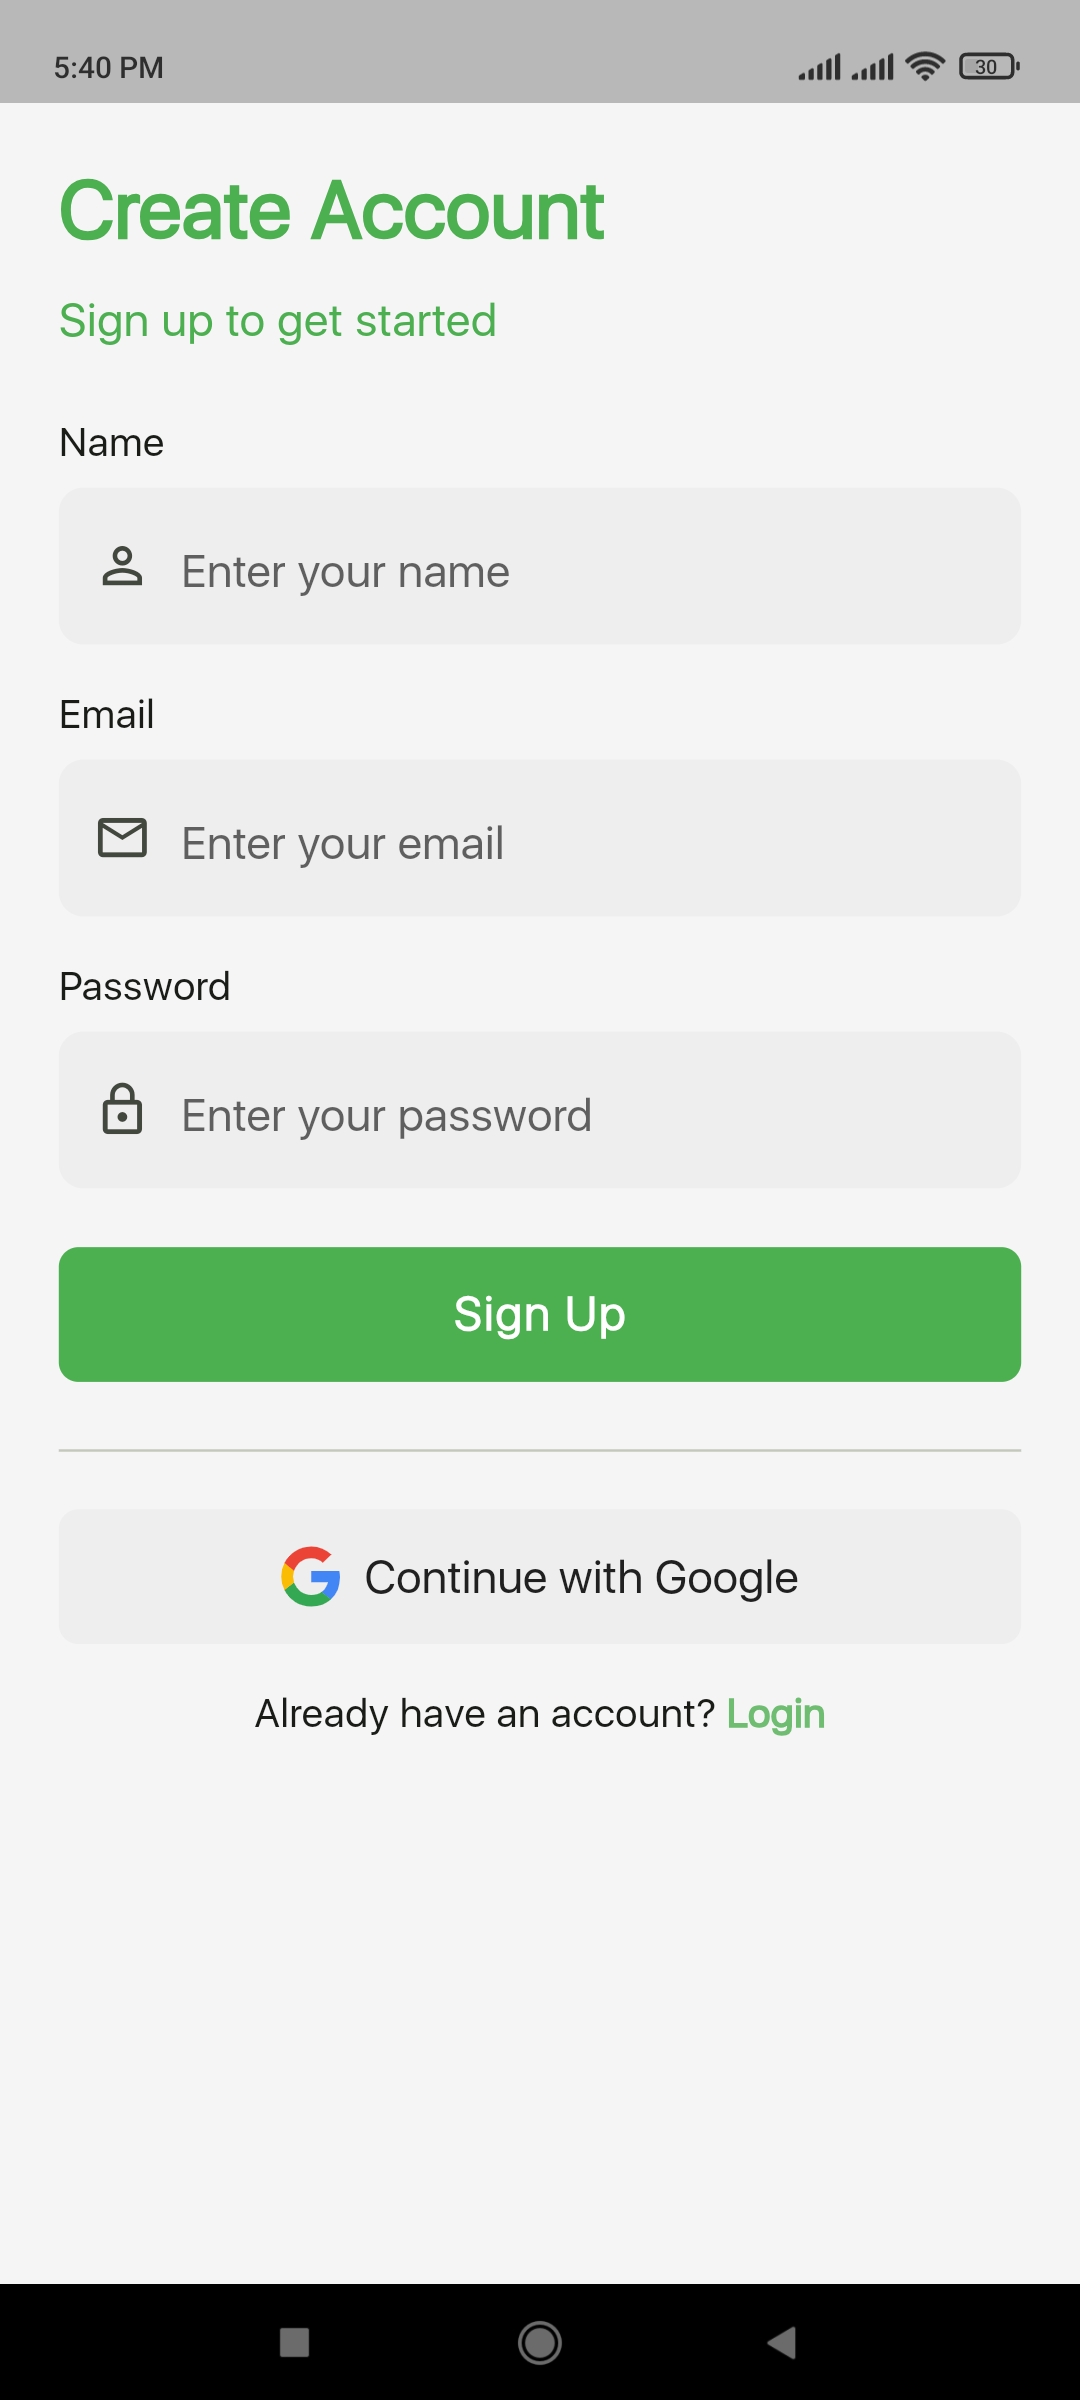 5:40 PM
30
Create Account
Sign up to get started
Name
Enter your name
Email
Enter your email
Password
Enter your password
Sign Up
Continue with Google
Already have an account? Login